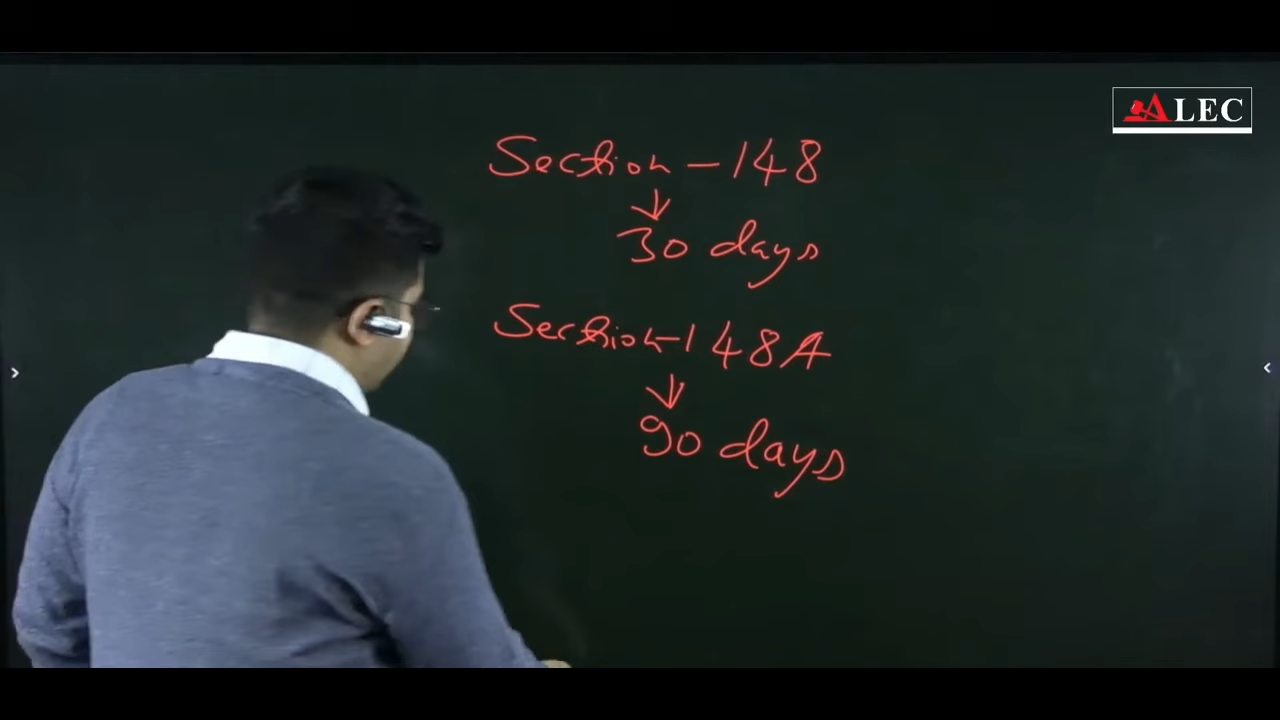 ALEC
Section - 148
↓
30 days
Section - 148A
↓
90 days